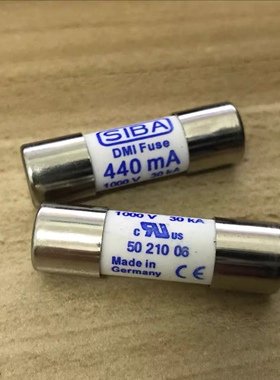 SIBA
DMI Fuse
440 mA
1000 V 30 kA
1000 V 30 kA
c RU us
50 210 06
Made in
Germany CE